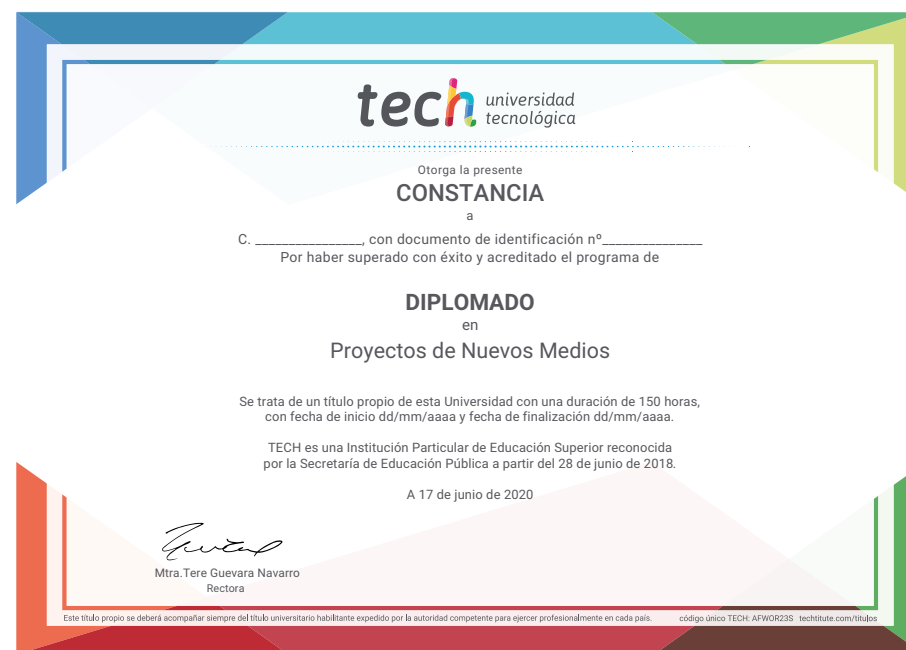 tech universidad
tecnológica
Otorga la presente
CONSTANCIA
a
C. ________________, con documento de identificación nº_______________
Por haber superado con éxito y acreditado el programa de
DIPLOMADO
en
Proyectos de Nuevos Medios
Se trata de un título propio de esta Universidad con una duración de 150 horas,
con fecha de inicio dd/mm/aaaa y fecha de finalización dd/mm/aaaa.
TECH es una Institución Particular de Educación Superior reconocida
por la Secretaría de Educación Pública a partir del 28 de junio de 2018.
A 17 de junio de 2020
Mtra.Tere Guevara Navarro
Rectora
Este título propio se deberá acompañar siempre del título universitario habilitante expedido por la autoridad competente para ejercer profesionalmente en cada país. código único TECH: AFWOR23S techtitute.com/titulos